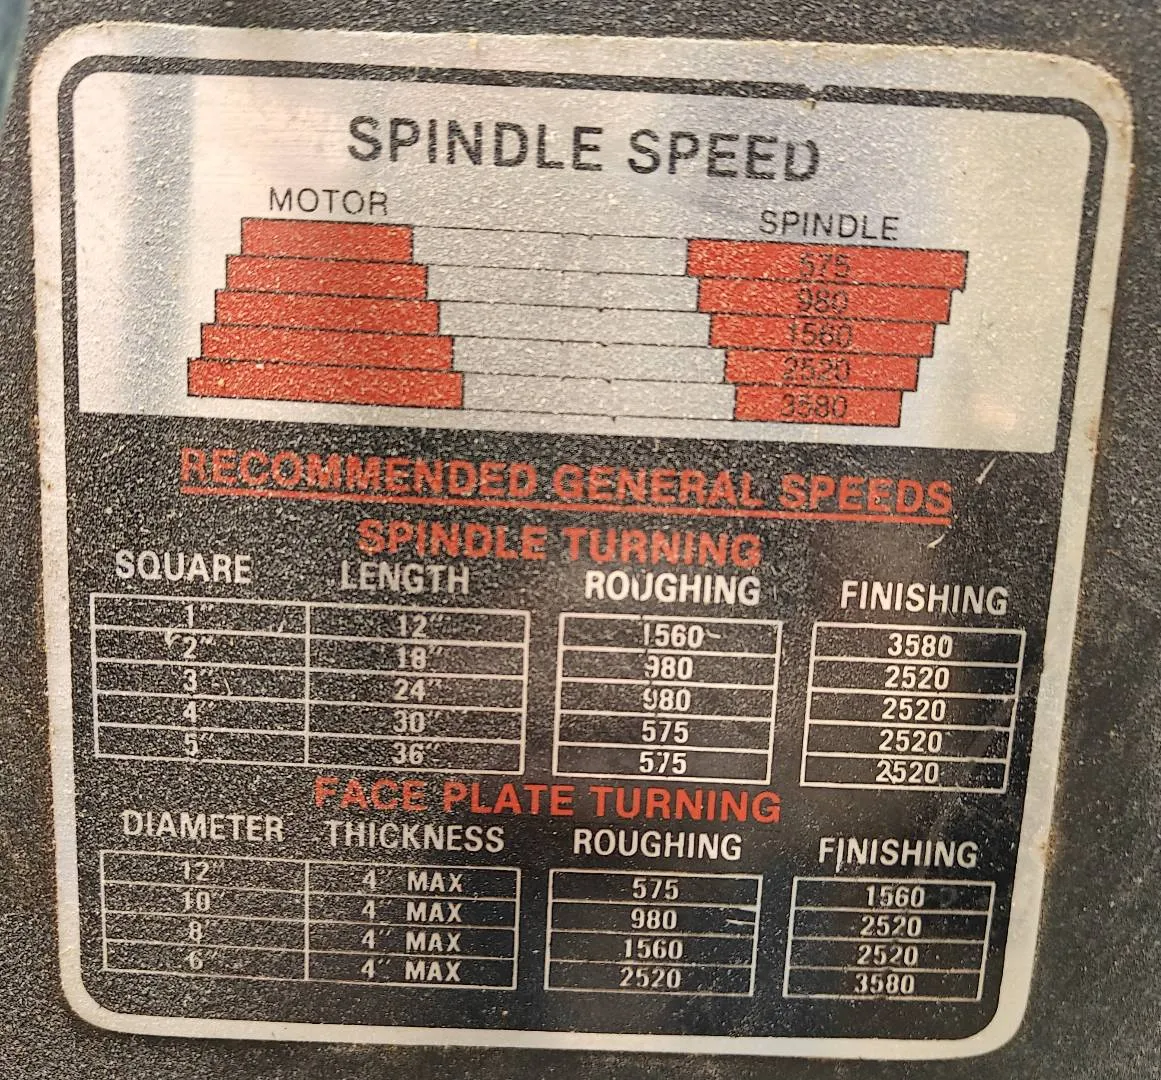 SPINDLE SPEED
MOTOR SPINDLE
575
980
1560
2520
3580
RECOMMENDED GENERAL SPEEDS
SPINDLE TURNING
SQUARE LENGTH ROUGHING FINISHING
1" 12" 1560 3580
2" 18" 980 2520
3" 24" 980 2520
4" 30" 575 2520
5" 36" 575 2520
FACE PLATE TURNING
DIAMETER THICKNESS ROUGHING FINISHING
12" 4" MAX 575 1560
10" 4" MAX 980 2520
8" 4" MAX 1560 2520
6" 4" MAX 2520 3580